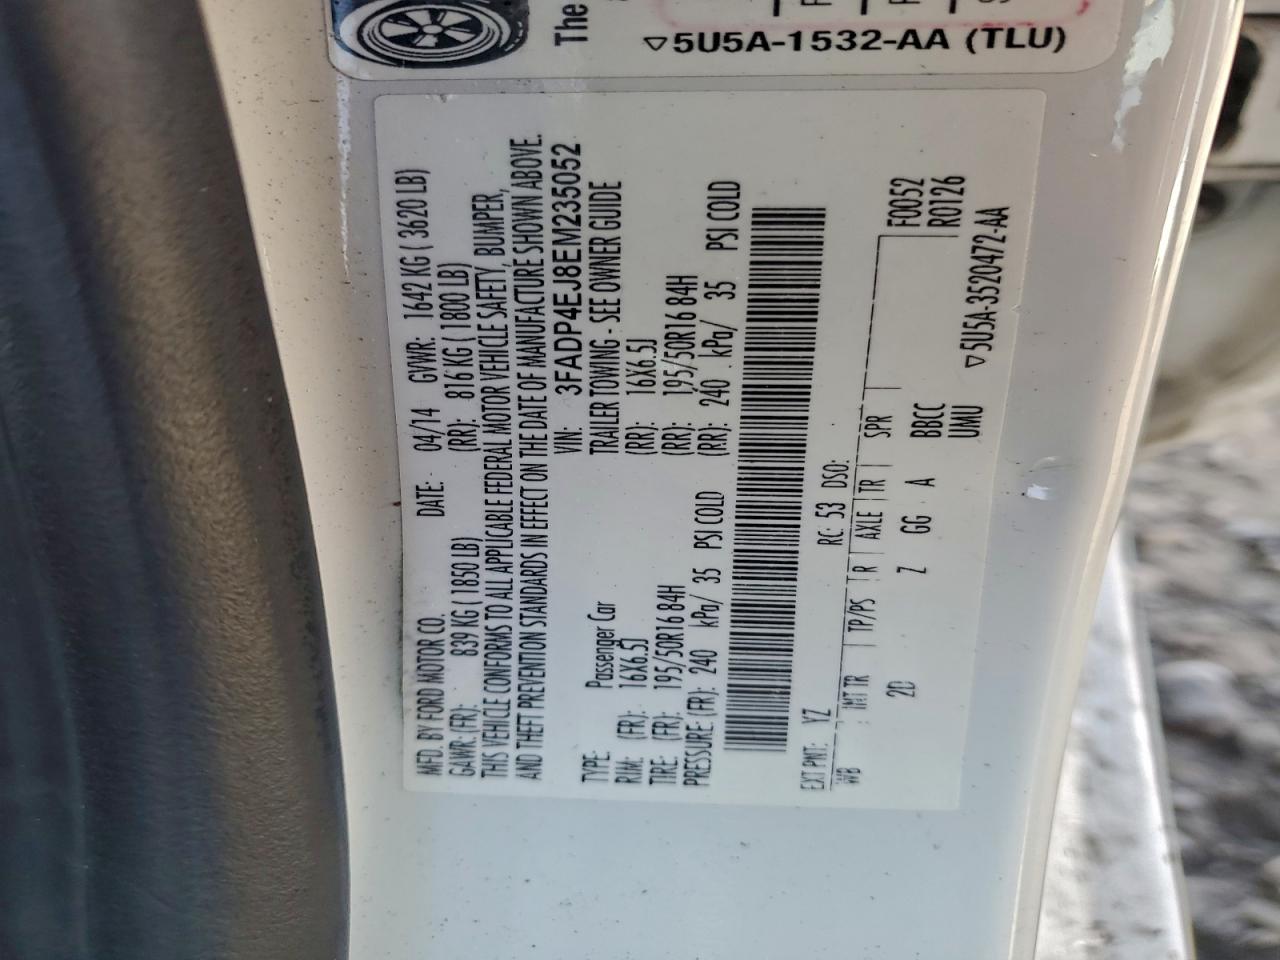 The
5U5A-1532-AA (TLU)
MFD. BY FORD MOTOR CO. DATE: 04/14 GVWR: 1642 KG ( 3620 LB)
GAWR: (FR): 839 KG ( 1850 LB) (RR): 816 KG ( 1800 LB)
THIS VEHICLE CONFORMS TO ALL APPLICABLE FEDERAL MOTOR VEHICLE SAFETY, BUMPER,
AND THEFT PREVENTION STANDARDS IN EFFECT ON THE DATE OF MANUFACTURE SHOWN ABOVE.
VIN: 3FADP4EJ8EM235052
TYPE: Passenger Car TRAILER TOWING - SEE OWNER GUIDE
RIM: (FR): 16X6.5J (RR): 16X6.5J
TIRE: (FR): 195/50R16 84H (RR): 195/50R16 84H
PRESSURE: (FR): 240 kPa/ 35 PSI COLD (RR): 240 kPa/ 35 PSI COLD
EXT PNT: YZ RC: 53 DSO: F0052
WB INT TR TP/PS R AXLE TR SPR R0126
2D Z GG A BBCC
UMU
5U5A-3520472-AA